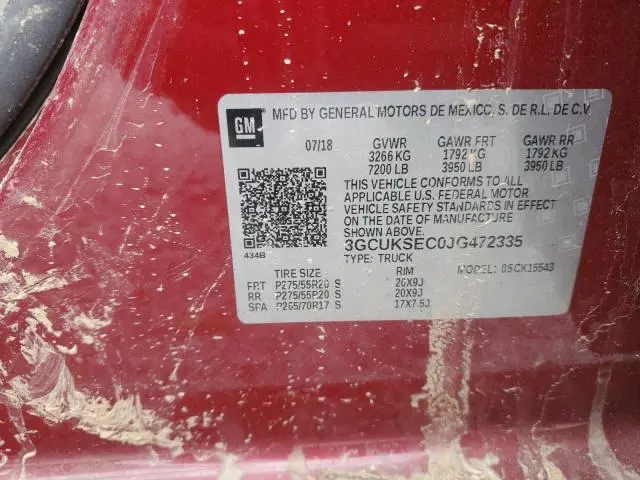 GM
MFD BY GENERAL MOTORS DE MEXICO, S. DE R.L. DE C.V.
07/18 GVWR GAWR FRT GAWR RR
3266 KG 1792 KG 1792 KG
7200 LB 3950 LB 3950 LB
THIS VEHICLE CONFORMS TO ALL
APPLICABLE U.S. FEDERAL MOTOR
VEHICLE SAFETY STANDARDS IN EFFECT
ON THE DATE OF MANUFACTURE
SHOWN ABOVE.
434B 3GCUKSEC0JG472335
TYPE: TRUCK MODEL: 05CK15543
TIRE SIZE RIM
FRT P275/55R20 S 20X9J
RR P275/55R20 S 20X9J
SPA P265/70R17 S 17X7.5J